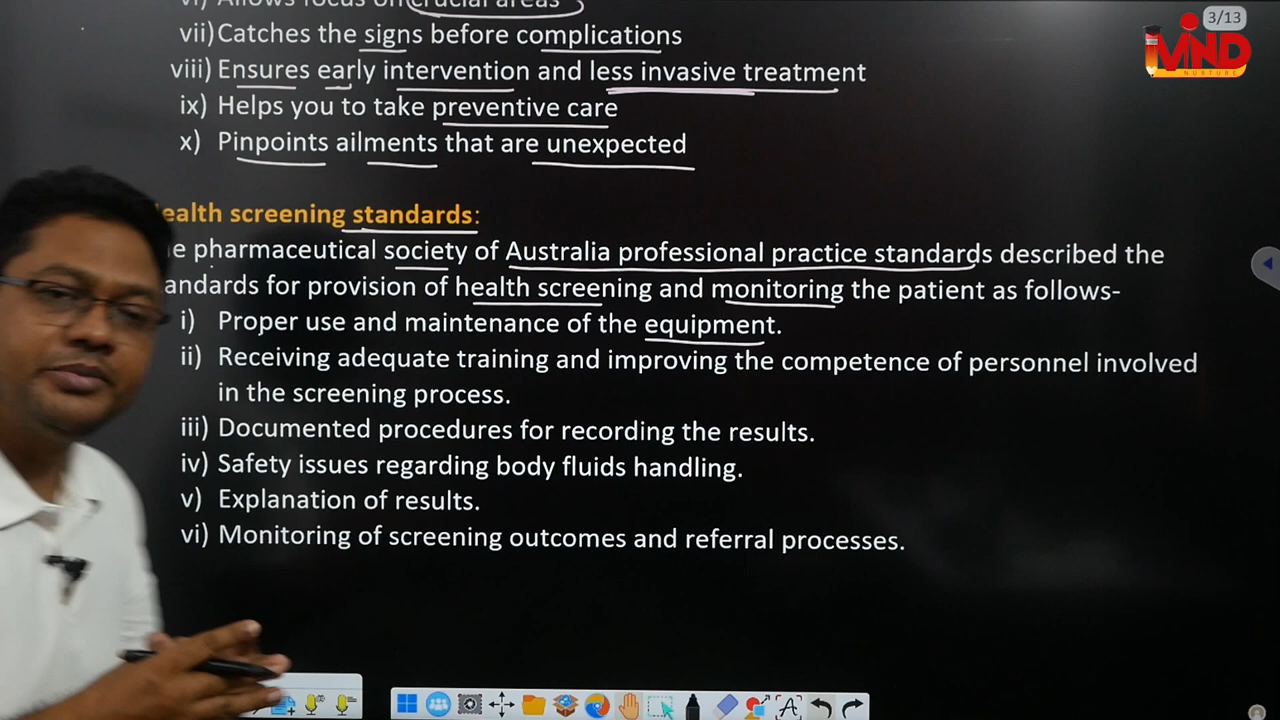 vi) Allows focus on crucial areas
3/13
MIND
NURTURE
vii) Catches the signs before complications
viii) Ensures early intervention and less invasive treatment
ix) Helps you to take preventive care
x) Pinpoints ailments that are unexpected
ealth screening standards:
e pharmaceutical society of Australia professional practice standards described the
andards for provision of health screening and monitoring the patient as follows-
i) Proper use and maintenance of the equipment.
ii) Receiving adequate training and improving the competence of personnel involved
in the screening process.
iii) Documented procedures for recording the results.
iv) Safety issues regarding body fluids handling.
v) Explanation of results.
vi) Monitoring of screening outcomes and referral processes.